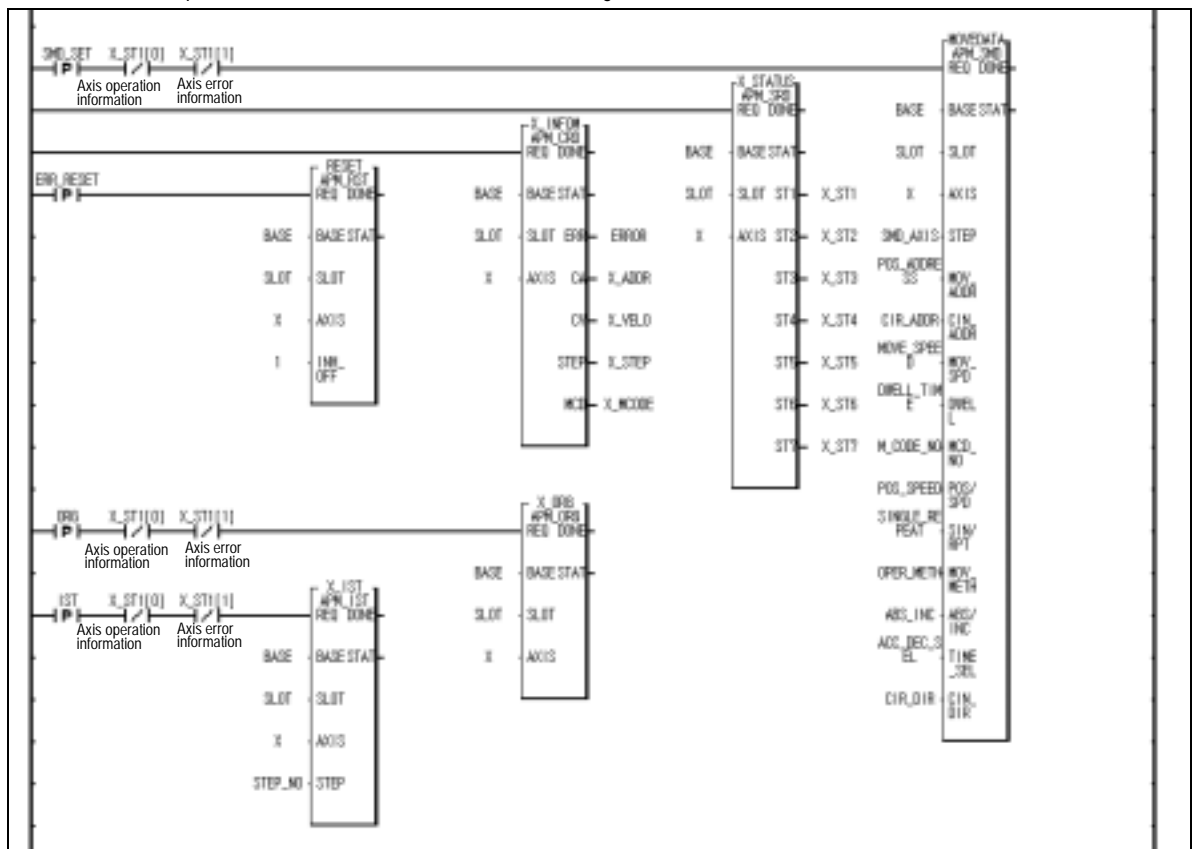 MOVEDATA
SMD_SET X_ST1[0] X_ST1[1] APM_SMD
P REQ DONE
Axis operation information
Axis error information
X_STATUS
APM_SRD
REQ DONE BASE BASE STAT
X_INFOM
APM_CRD
REQ DONE BASE BASE STAT SLOT SLOT
ERR_RESET RESET
APM_RST
P REQ DONE BASE BASE STAT SLOT SLOT ST1 X_ST1 X AXIS
BASE BASE STAT SLOT SLOT ERR ERROR X AXIS ST2 X_ST2 SMD_AXIS STEP
SLOT SLOT X AXIS CA X_ADDR ST3 X_ST3 POS_ADDRESS MOV_ADDR
X AXIS CV X_VELO ST4 X_ST4 CIR_ADDR CIN_ADDR
1 INH_OFF STEP X_STEP ST5 X_ST5 MOVE_SPEED MOV_SPD
MCD X_MCODE ST6 X_ST6 DWELL_TIME DWELL
ST7 X_ST7 M_CODE_NO MCD_NO
POS_SPEED POS/SPD
X_ORG
ORG X_ST1[0] X_ST1[1] APM_ORG
P REQ DONE SINGLE_REPEAT SIN/RPT
Axis operation information
Axis error information
BASE BASE STAT OPER_METH MOV_METH
X_IST
IST X_ST1[0] X_ST1[1] APM_IST
P REQ DONE SLOT SLOT ABS_INC ABS/INC
Axis operation information
Axis error information
BASE BASE STAT X AXIS TIME_SEL
SLOT SLOT CIR_DIR CIN_DIR
X AXIS
STEP_NO STEP